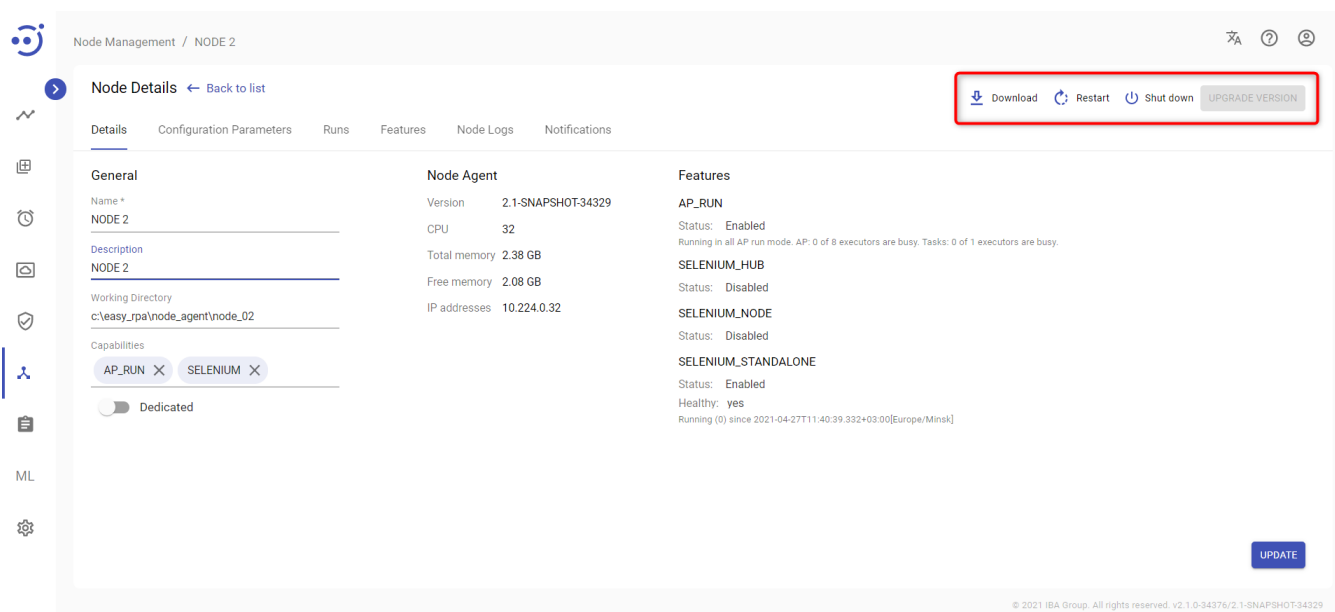 Node Management / NODE 2
Node Details ← Back to list
Download Restart Shut down UPGRADE VERSION
Details Configuration Parameters Runs Features Node Logs Notifications
General
Name *
NODE 2
Description
NODE 2
Working Directory
c:\easy_rpa\node_agent\node_02
Capabilities
AP_RUN SELENIUM
Dedicated
Node Agent
Version 2.1-SNAPSHOT-34329
CPU 32
Total memory 2.38 GB
Free memory 2.08 GB
IP addresses 10.224.0.32
Features
AP_RUN
Status: Enabled
Running in all AP run mode. AP: 0 of 8 executors are busy. Tasks: 0 of 1 executors are busy.
SELENIUM_HUB
Status: Disabled
SELENIUM_NODE
Status: Disabled
SELENIUM_STANDALONE
Status: Enabled
Healthy: yes
Running (0) since 2021-04-27T11:40:39.332+03:00[Europe/Minsk]
ML
UPDATE
© 2021 IBA Group. All rights reserved. v2.1.0-34376/2.1-SNAPSHOT-34329